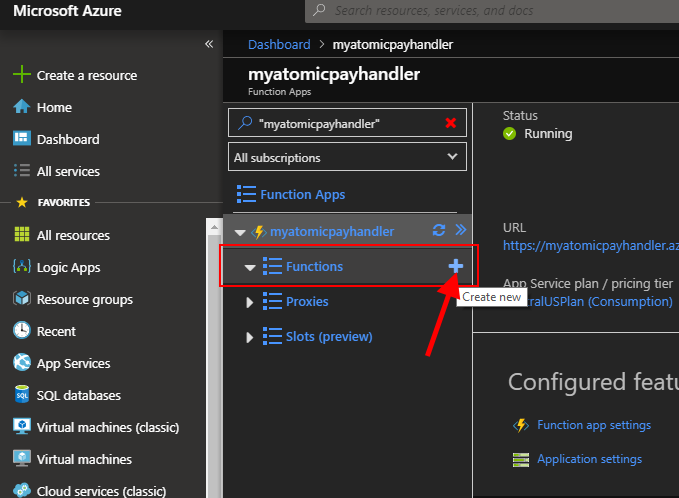 Microsoft Azure
Search resources, services, and docs
«
Create a resource
Home
Dashboard
All services
FAVORITES
All resources
Logic Apps
Resource groups
Recent
App Services
SQL databases
Virtual machines (classic)
Virtual machines
Cloud services (classic)
Dashboard > myatomicpayhandler
myatomicpayhandler
Function Apps
"myatomicpayhandler"
All subscriptions
Function Apps
myatomicpayhandler
Functions
Create new
Proxies
Slots (preview)
Status
Running
URL
https://myatomicpayhandler.az
App Service plan / pricing tier
eralUSPlan (Consumption)
Configured featu
Function app settings
Application settings